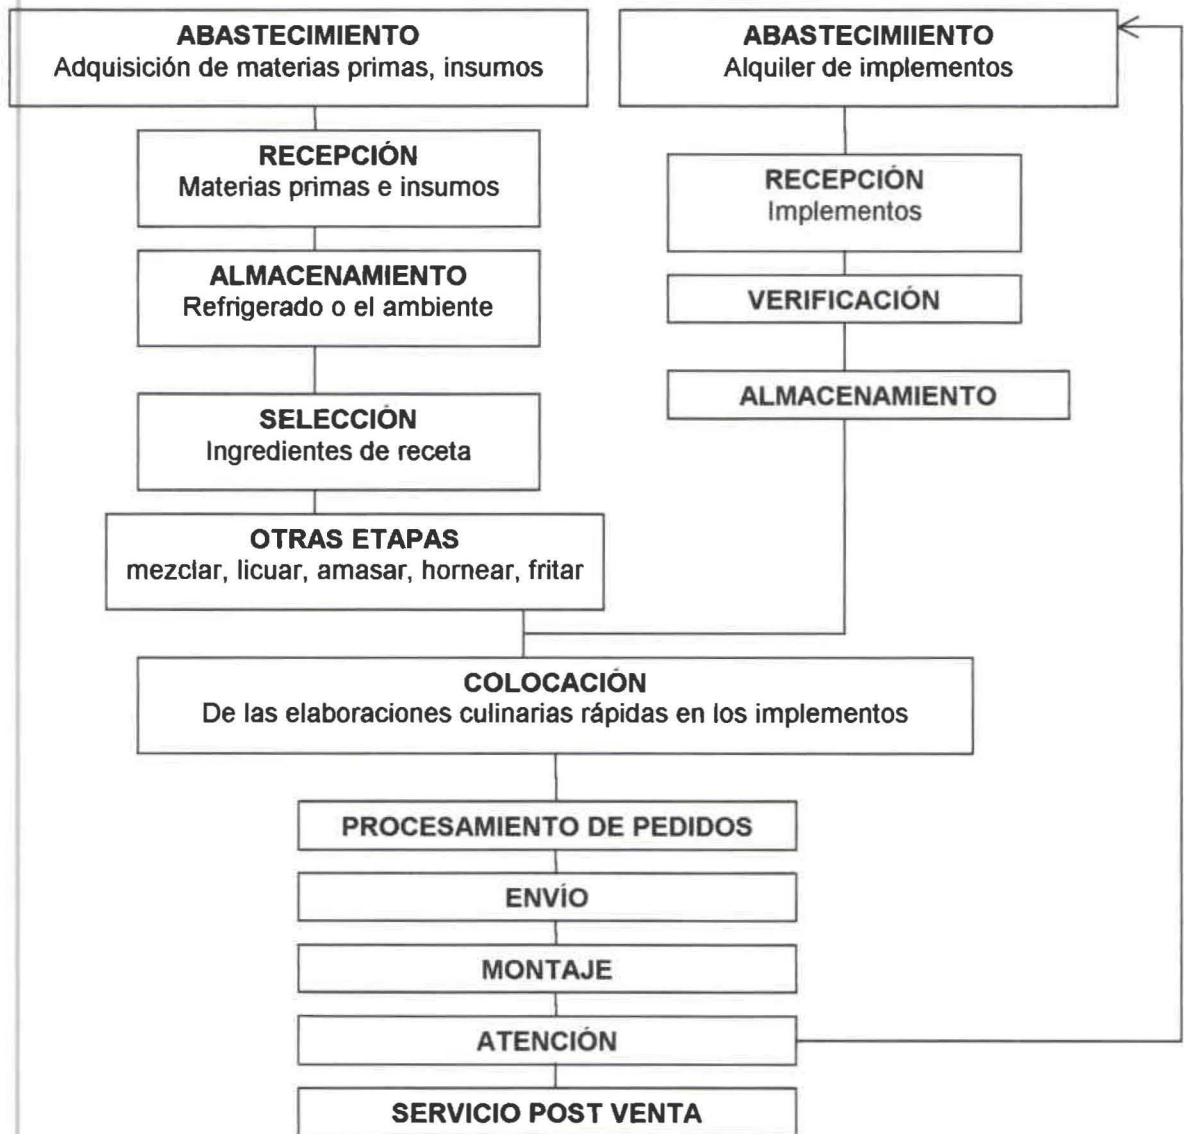 ABASTECIMIENTO
Adquisición de materias primas, insumos
RECEPCIÓN
Materias primas e insumos
ALMACENAMIENTO
Refrigerado o el ambiente
SELECCIÓN
Ingredientes de receta
OTRAS ETAPAS
mezclar, licuar, amasar, hornear, fritar
ABASTECIMIIENTO
Alquiler de implementos
RECEPCIÓN
Implementos
VERIFICACIÓN
ALMACENAMIENTO
COLOCACIÓN
De las elaboraciones culinarias rápidas en los implementos
PROCESAMIENTO DE PEDIDOS
ENVÍO
MONTAJE
ATENCIÓN
SERVICIO POST VENTA